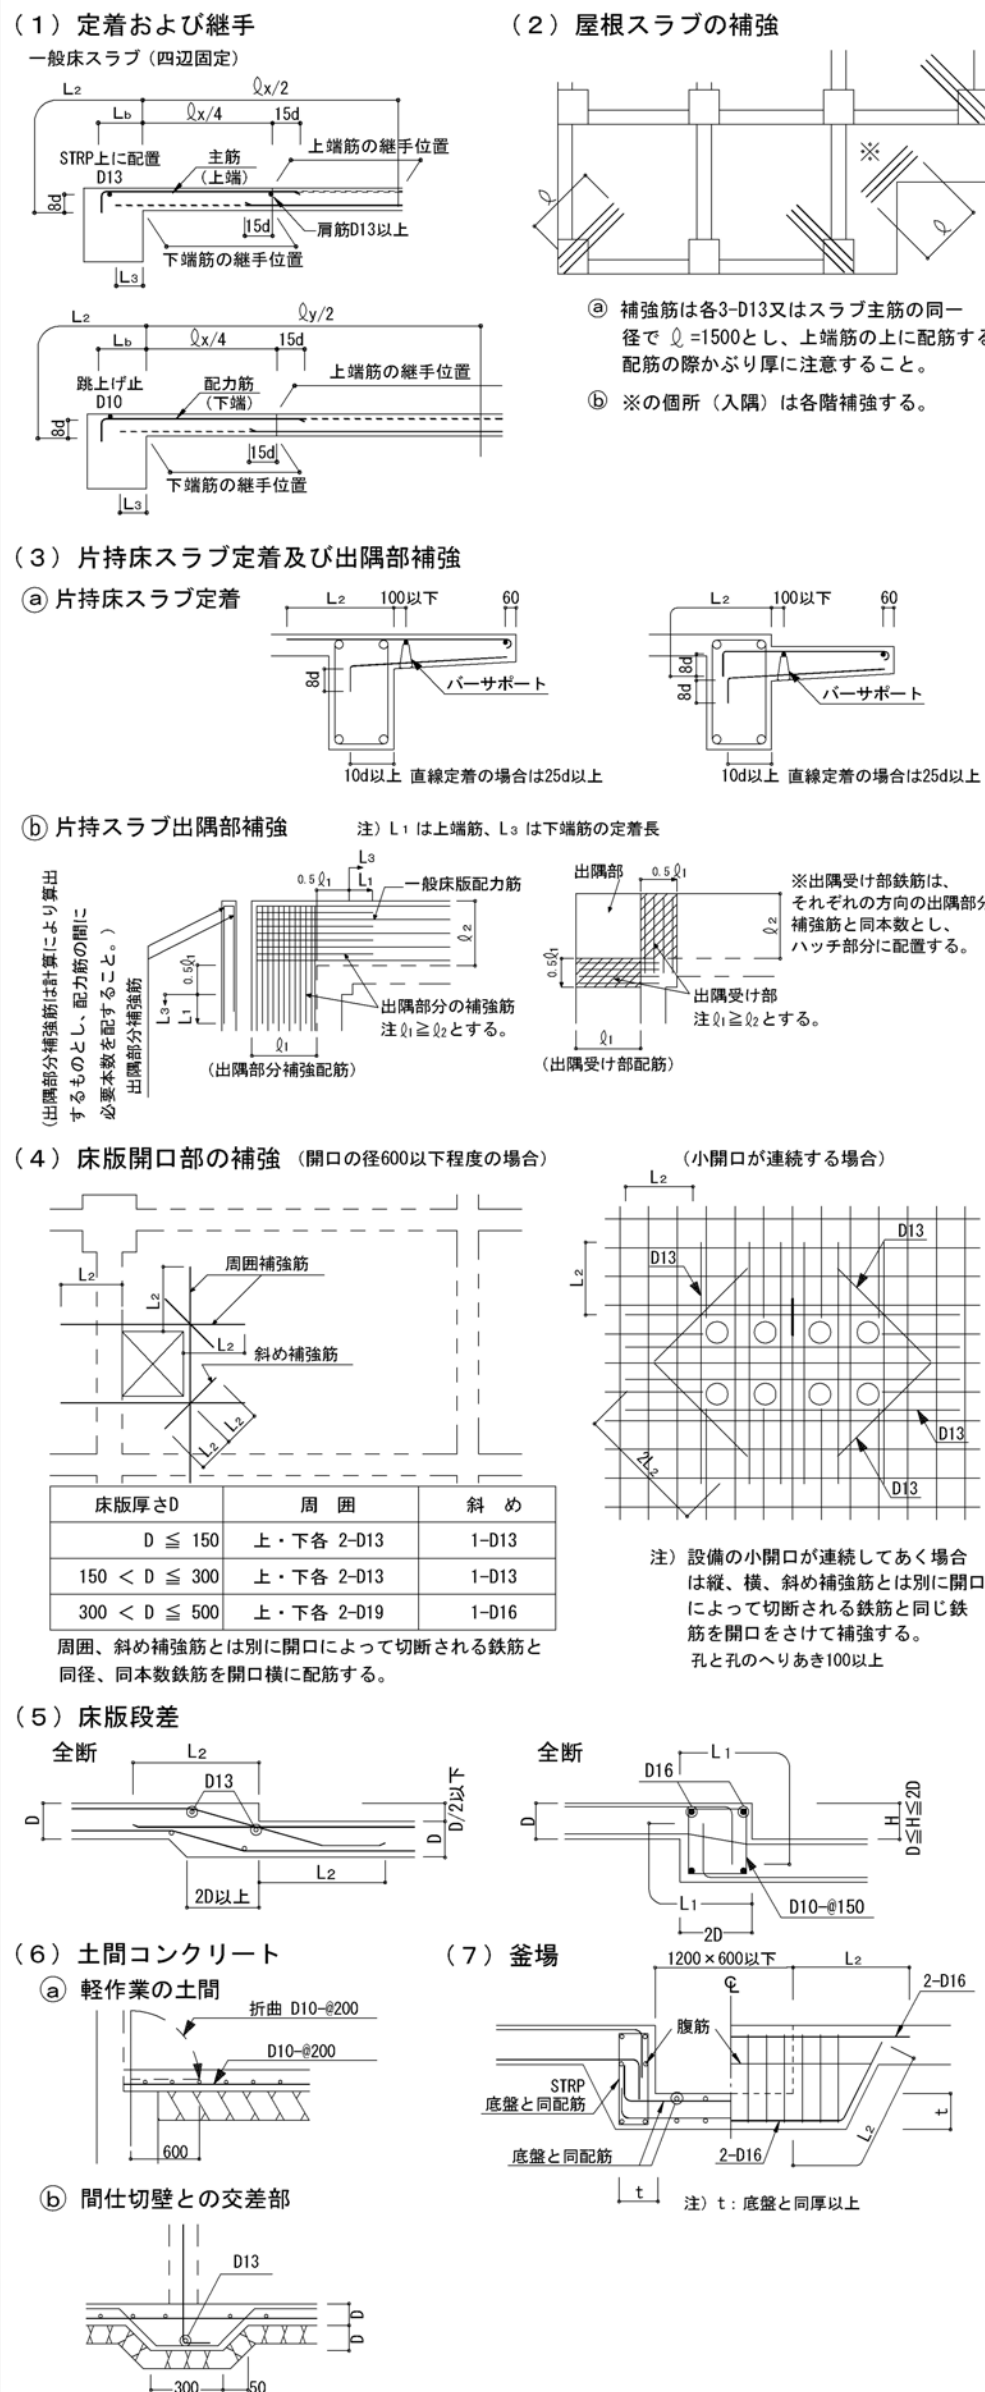 (1) 定着および継手
一般床スラブ(四辺固定)
L2
ℓx/2
Lb
ℓx/4
15d
上端筋の継手位置
STRP上に配置
主筋
D13
(上端)
8d
15d
肩筋D13以上
下端筋の継手位置
L3
L2
ℓy/2
Lb
ℓx/4
15d
上端筋の継手位置
跳上げ止
配力筋
D10
(下端)
8d
15d
下端筋の継手位置
L3
(2) 屋根スラブの補強
※
ℓ
ℓ
ⓐ 補強筋は各3-D13又はスラブ主筋の同一
径で ℓ =1500とし、上端筋の上に配筋する
配筋の際かぶり厚に注意すること。
ⓑ ※の個所(入隅)は各階補強する。
(3) 片持床スラブ定着及び出隅部補強
ⓐ 片持床スラブ定着
L2
100以下
60
8d
バーサポート
10d以上 直線定着の場合は25d以上
L2
100以下
60
8d
8d
バーサポート
10d以上 直線定着の場合は25d以上
ⓑ 片持スラブ出隅部補強
注)L1 は上端筋、L3 は下端筋の定着長
(出隅部分補強筋は計算により算出
するものとし、配力筋の間に
必要本数を配すること。)
出隅部分補強筋
L3
0.5ℓ1
L1
一般床版配力筋
ℓ2
0.5ℓ1
L3
L1
出隅部分の補強筋
注 ℓ1≧ℓ2とする。
ℓ1
(出隅部分補強配筋)
出隅部
0.5ℓ1
ℓ2
0.5ℓ1
出隅受け部
注 ℓ1≧ℓ2とする。
ℓ1
(出隅受け部配筋)
※出隅受け部鉄筋は、
それぞれの方向の出隅部分
補強筋と同本数とし、
ハッチ部分に配置する。
(4) 床版開口部の補強 (開口の径600以下程度の場合)
L2
周囲補強筋
L2
L2
斜め補強筋
L2
L2
床版厚さD 周 囲 斜 め
D ≦ 150 上・下各 2-D13 1-D13
150 < D ≦ 300 上・下各 2-D13 1-D13
300 < D ≦ 500 上・下各 2-D19 1-D16
周囲、斜め補強筋とは別に開口によって切断される鉄筋と
同径、同本数鉄筋を開口横に配筋する。
(小開口が連続する場合)
L2
D13
D13
L2
D13
2L2
D13
注)設備の小開口が連続してあく場合
は縦、横、斜め補強筋とは別に開口
によって切断される鉄筋と同じ鉄
筋を開口をさけて補強する。
孔と孔のへりあき100以上
(5) 床版段差
全断
L2
D13
D
D/2以下
D
L2
2D以上
全断
L1
D16
D
H
D≦H≦2D
L1
D10-@150
2D
(6) 土間コンクリート
ⓐ 軽作業の土間
折曲 D10-@200
D10-@200
600
ⓑ 間仕切壁との交差部
D13
D
D
300
50
(7) 釜場
1200×600以下
L2
℄
2-D16
腹筋
STRP
底盤と同配筋
t
L2
底盤と同配筋
2-D16
t
注) t：底盤と同厚以上